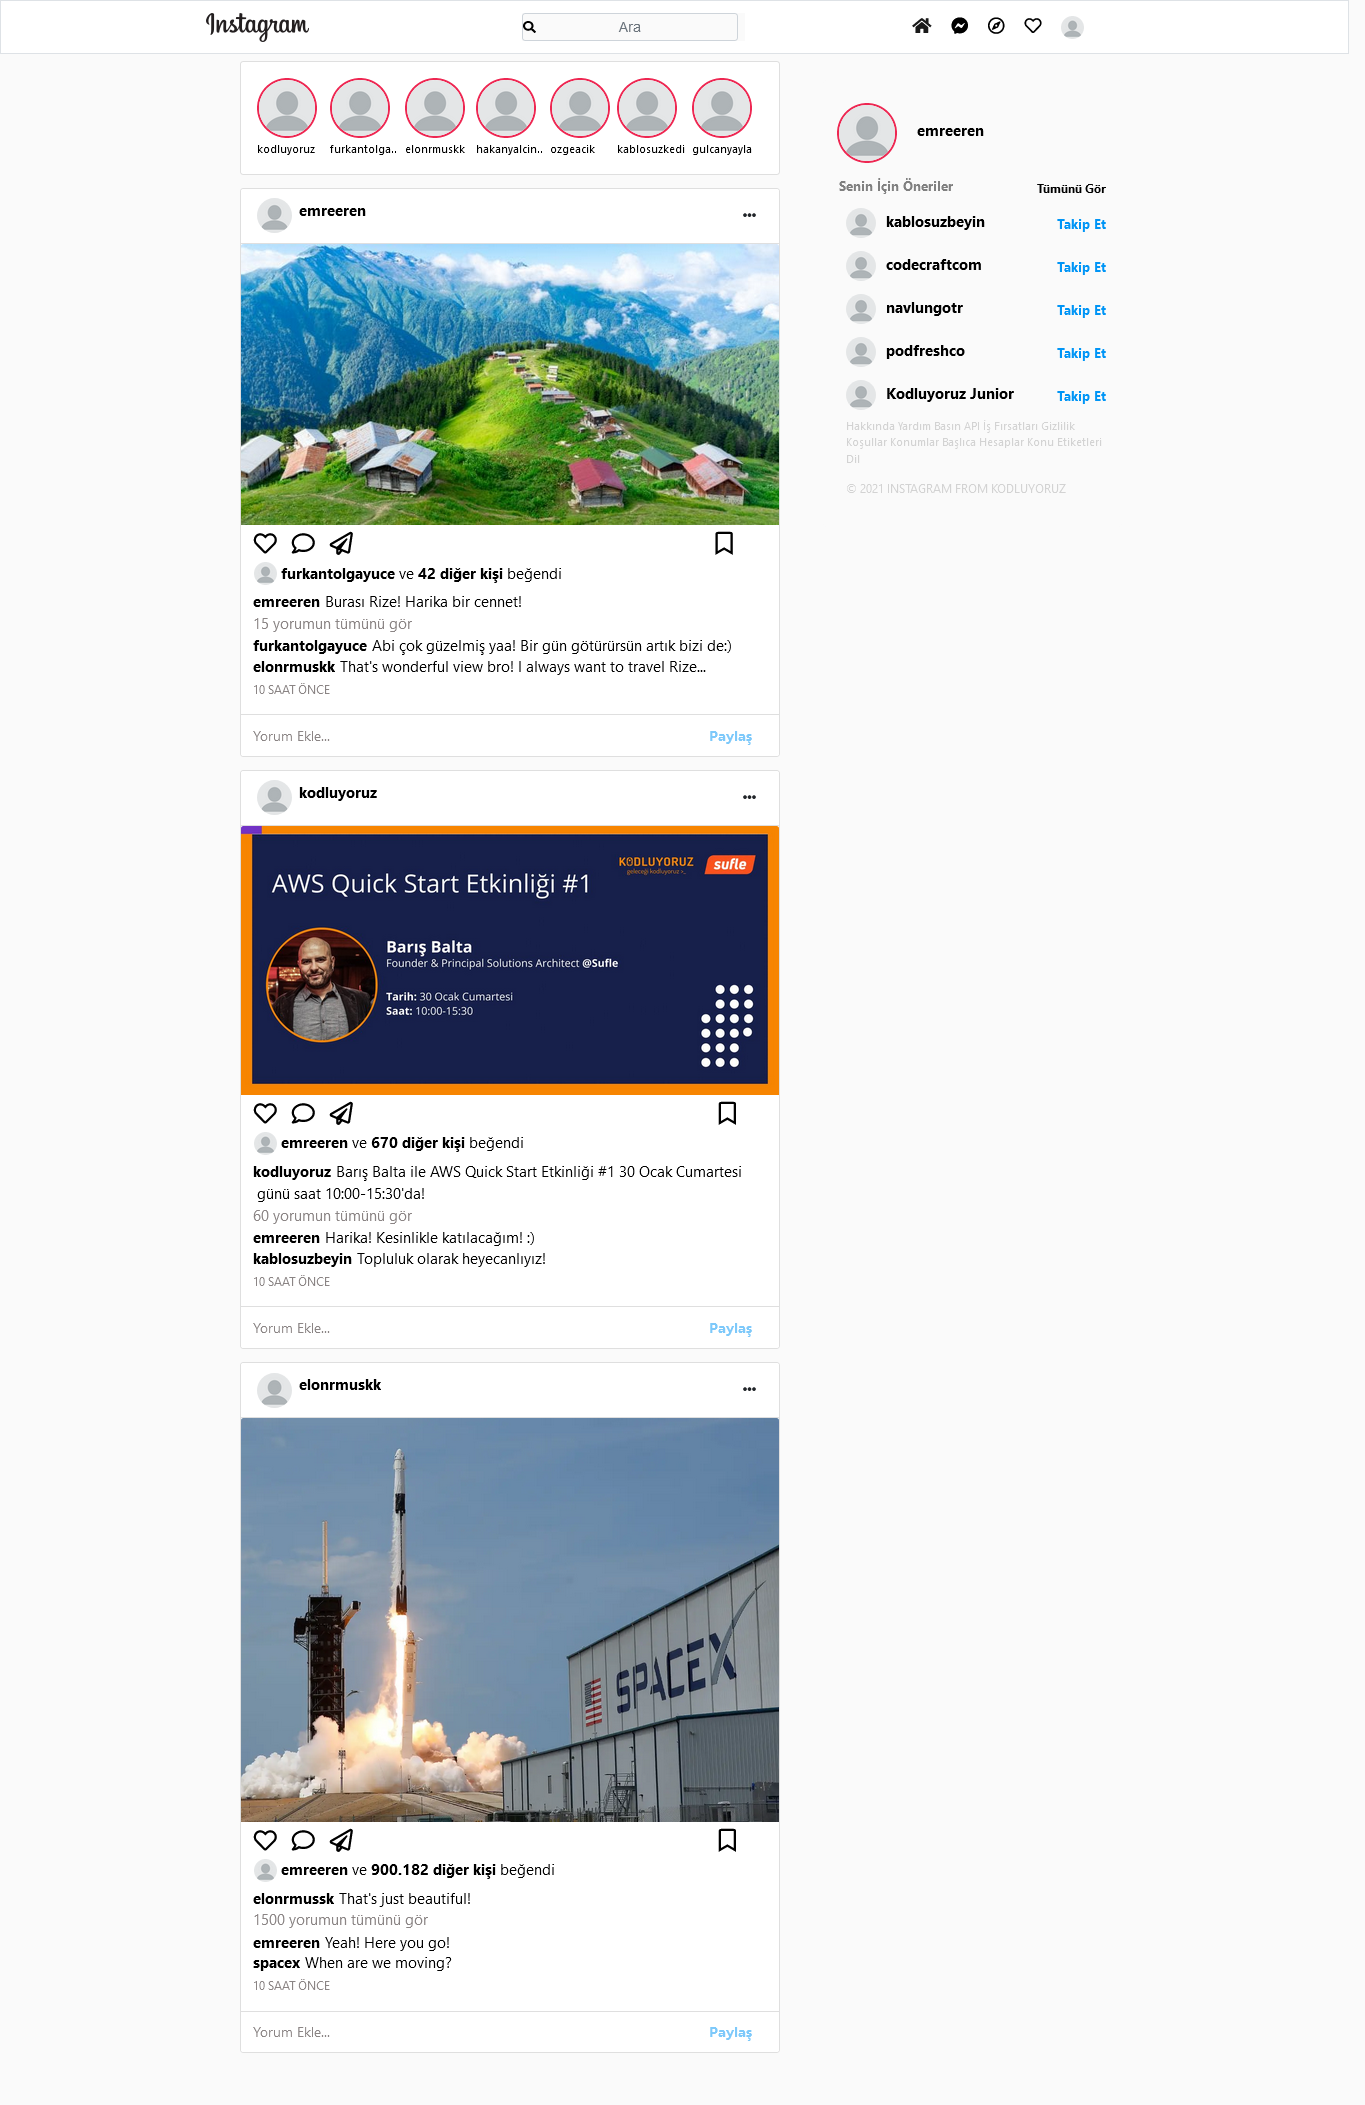 Instagram
Ara
kodluyoruz furkantolga.. elonrmuskk hakanyalcin.. ozgeacik kablosuzkedi gulcanyayla
emreeren
Senin İçin Öneriler Tümünü Gör
kablosuzbeyin Takip Et
codecraftcom Takip Et
navlungotr Takip Et
podfreshco Takip Et
Kodluyoruz Junior Takip Et
Hakkında Yardım Basın API İş Fırsatları Gizlilik
Koşullar Konumlar Başlıca Hesaplar Konu Etiketleri
Dil
© 2021 INSTAGRAM FROM KODLUYORUZ
emreeren
furkantolgayuce ve 42 diğer kişi beğendi
emreeren Burası Rize! Harika bir cennet!
15 yorumun tümünü gör
furkantolgayuce Abi çok güzelmiş yaa! Bir gün götürürsün artık bizi de:)
elonrmuskk That's wonderful view bro! I always want to travel Rize...
10 SAAT ÖNCE
Yorum Ekle... Paylaş
kodluyoruz
KODLUYORUZ sufle
geleceği kodluyoruz >_
AWS Quick Start Etkinliği #1
Barış Balta
Founder & Principal Solutions Architect @Sufle
Tarih: 30 Ocak Cumartesi
Saat: 10:00-15:30
emreeren ve 670 diğer kişi beğendi
kodluyoruz Barış Balta ile AWS Quick Start Etkinliği #1 30 Ocak Cumartesi
günü saat 10:00-15:30'da!
60 yorumun tümünü gör
emreeren Harika! Kesinlikle katılacağım! :)
kablosuzbeyin Topluluk olarak heyecanlıyız!
10 SAAT ÖNCE
Yorum Ekle... Paylaş
elonrmuskk
SPACEX
emreeren ve 900.182 diğer kişi beğendi
elonrmussk That's just beautiful!
1500 yorumun tümünü gör
emreeren Yeah! Here you go!
spacex When are we moving?
10 SAAT ÖNCE
Yorum Ekle... Paylaş